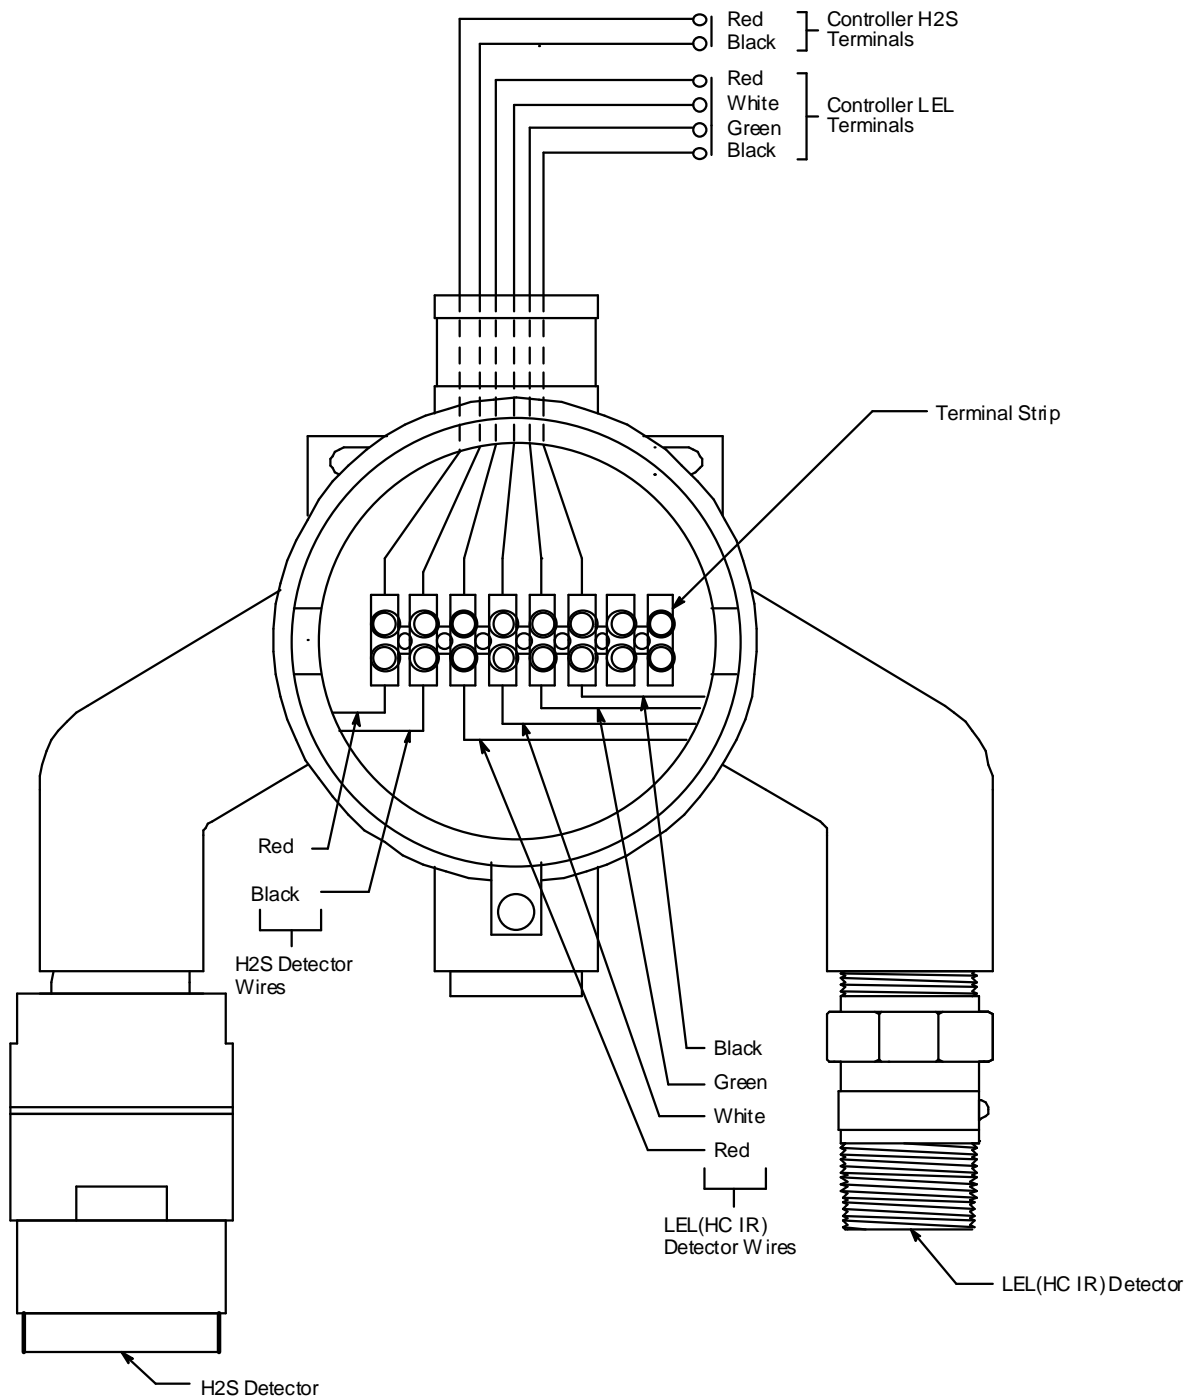 Red
Black
Controller H2S
Terminals
Red
White
Green
Black
Controller LEL
Terminals
Terminal Strip
Red
Black
H2S Detector
Wires
Black
Green
White
Red
LEL(HC IR)
Detector Wires
LEL(HC IR) Detector
H2S Detector